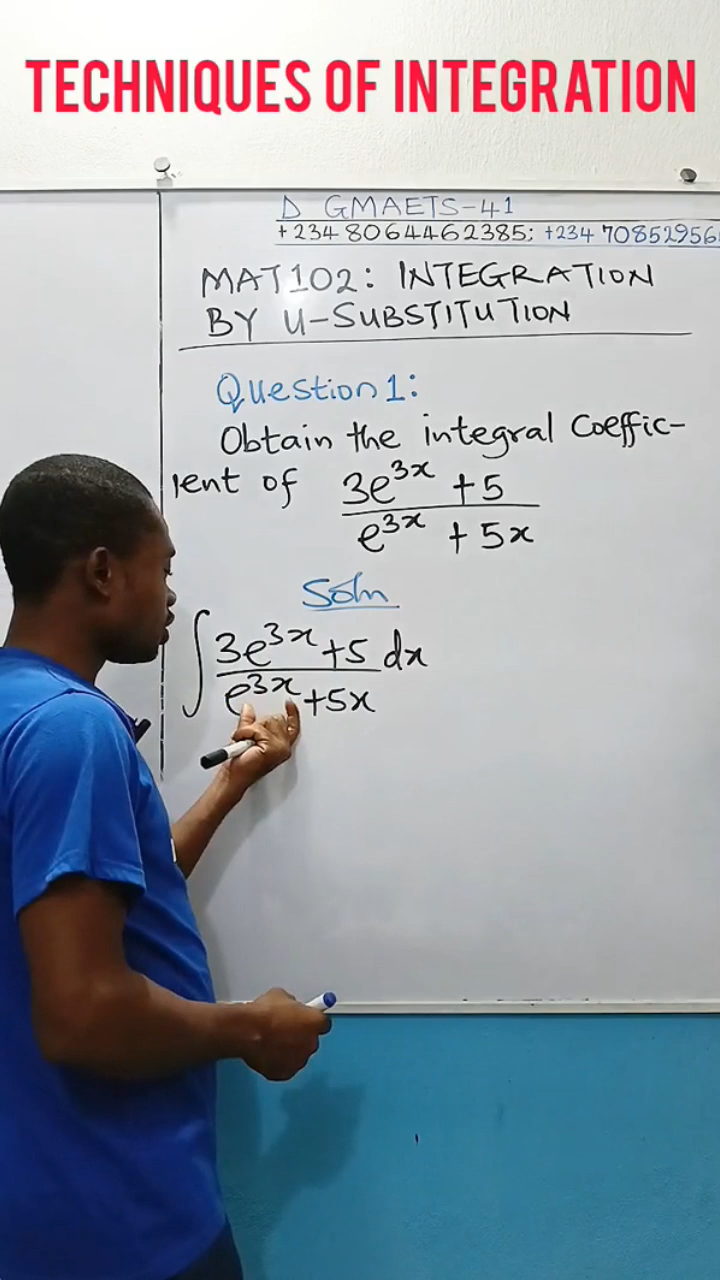 TECHNIQUES OF INTEGRATION
D GMAETS-41
+234 8064462385; +234 708529560
MAT102: INTEGRATION
BY U-SUBSTITUTION
Question 1:
Obtain the integral Coeffic-
ient of 3e^{3x} + 5
e^{3x} + 5x
Soln
∫ 3e^{3x} + 5 dx
e^{3x} + 5x